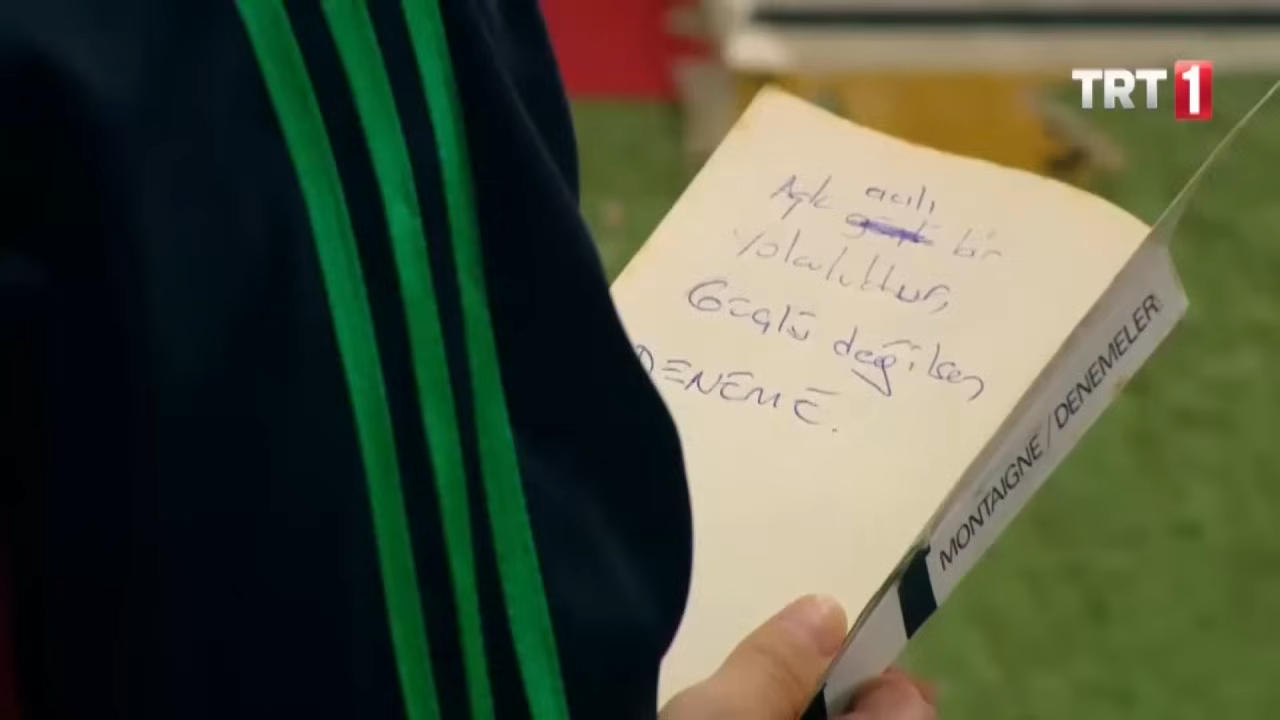 TRT 1
Aşk acılı bir
yolculuktur,
Güçlü değilsen
DENEME.
MONTAIGNE / DENEMELER